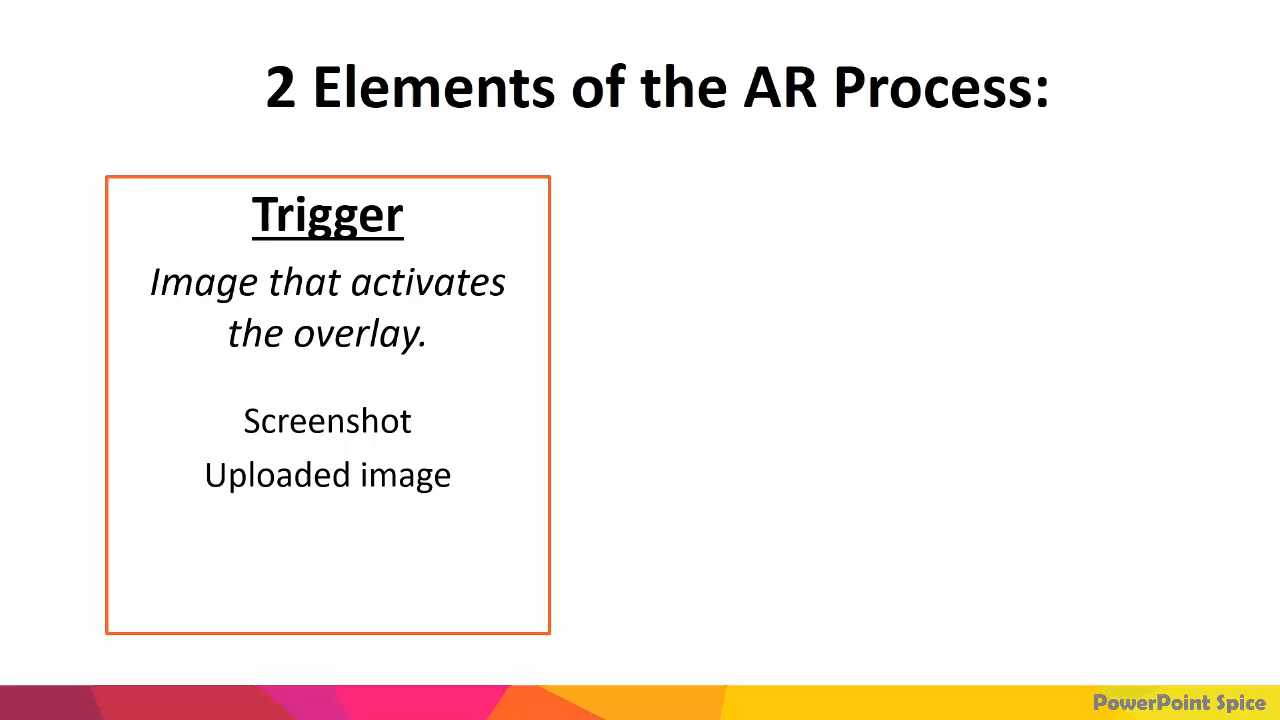 2 Elements of the AR Process:
Trigger
Image that activates
the overlay.
Screenshot
Uploaded image
PowerPoint Spice